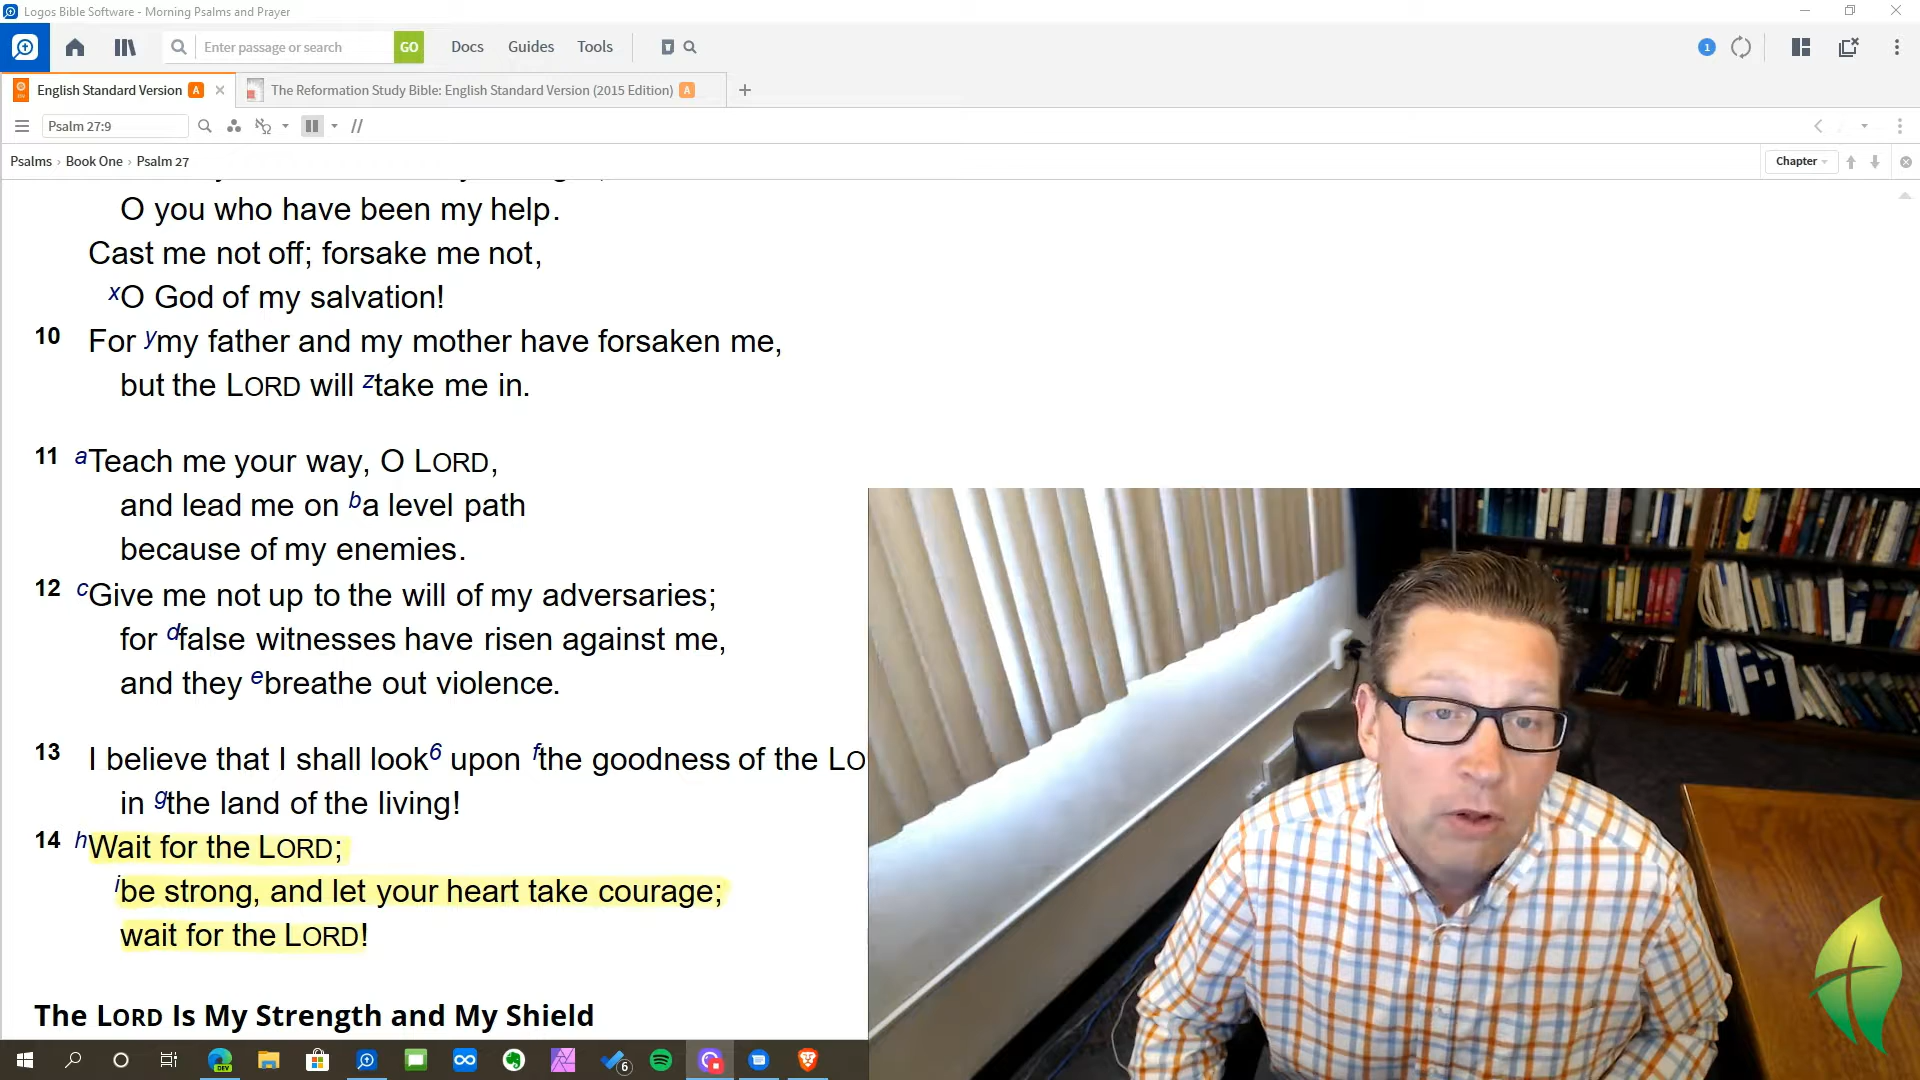 Logos Bible Software - Morning Psalms and Prayer
Enter passage or search GO Docs Guides Tools 1
English Standard Version A The Reformation Study Bible: English Standard Version (2015 Edition) A
Psalm 27:9
Psalms › Book One › Psalm 27 Chapter
O you who have been my help.
Cast me not off; forsake me not,
xO God of my salvation!
10 For ymy father and my mother have forsaken me,
but the LORD will ztake me in.
11 aTeach me your way, O LORD,
and lead me on ba level path
because of my enemies.
12 cGive me not up to the will of my adversaries;
for dfalse witnesses have risen against me,
and they ebreathe out violence.
13 I believe that I shall look6 upon fthe goodness of the LO
in gthe land of the living!
14 hWait for the LORD;
ibe strong, and let your heart take courage;
wait for the LORD!
The LORD Is My Strength and My Shield
DEV 6